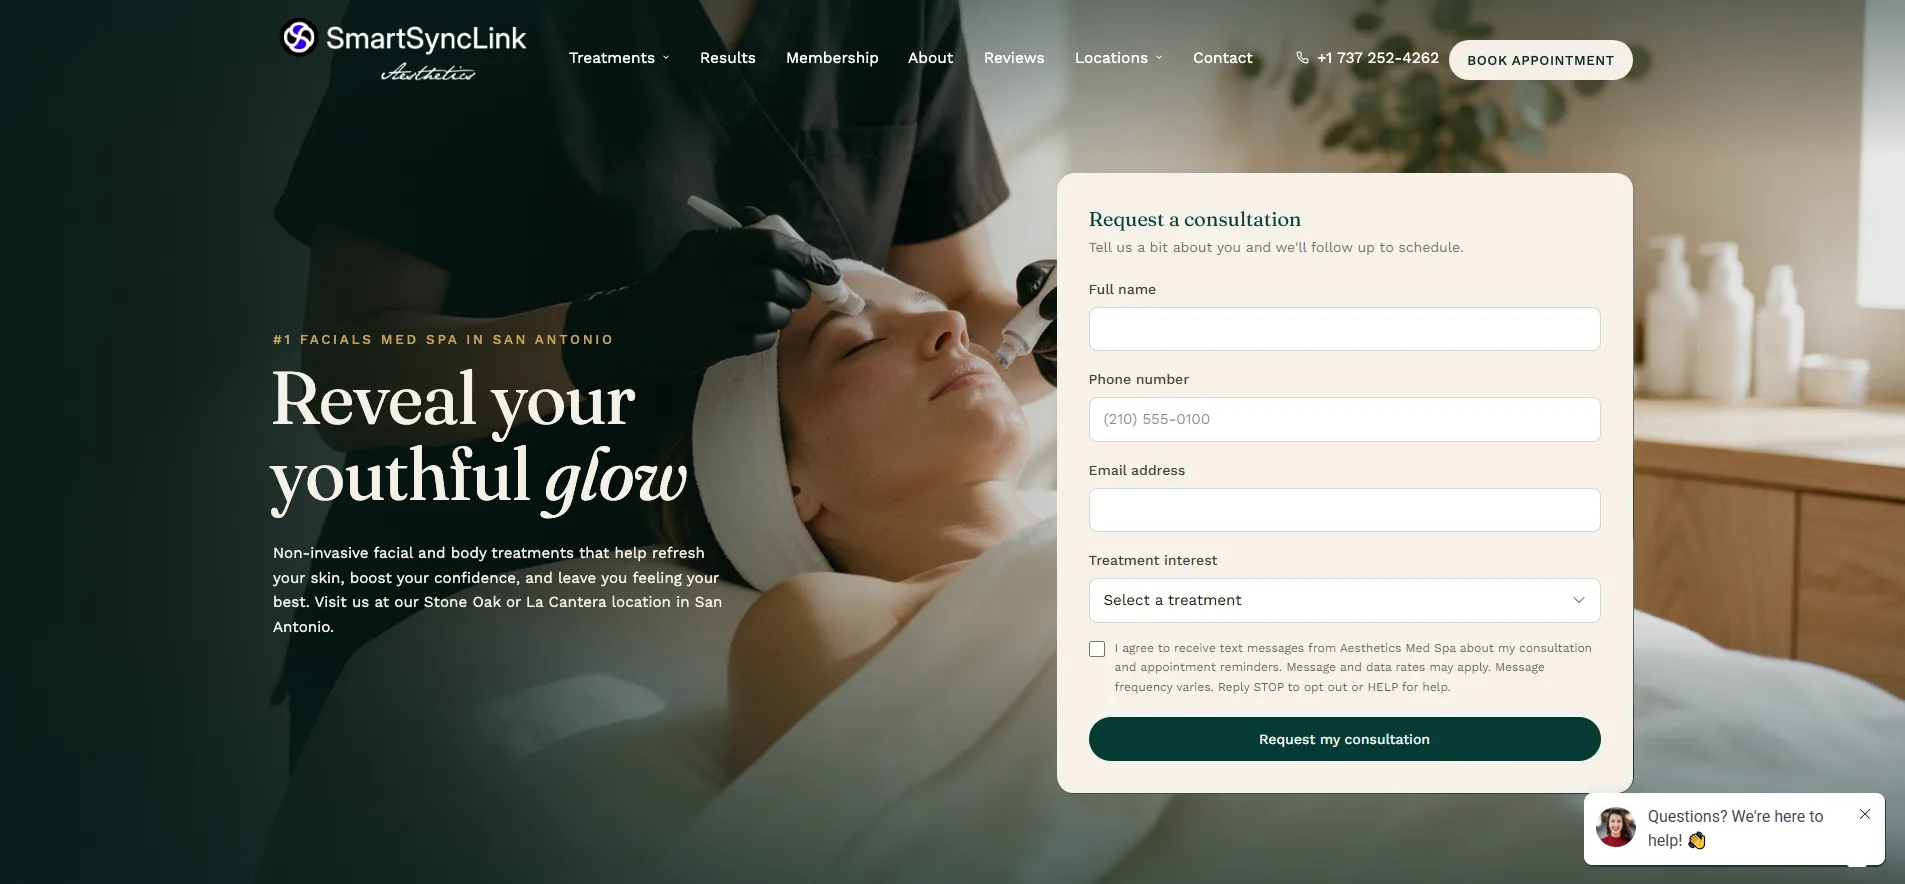 SmartSyncLink
Aesthetics
Treatments
Results
Membership
About
Reviews
Locations
Contact
+1 737 252-4262
BOOK APPOINTMENT
#1 FACIALS MED SPA IN SAN ANTONIO
Reveal your
youthful glow
Non-invasive facial and body treatments that help refresh
your skin, boost your confidence, and leave you feeling your
best. Visit us at our Stone Oak or La Cantera location in San
Antonio.
Request a consultation
Tell us a bit about you and we'll follow up to schedule.
Full name
Phone number
(210) 555-0100
Email address
Treatment interest
Select a treatment
I agree to receive text messages from Aesthetics Med Spa about my consultation
and appointment reminders. Message and data rates may apply. Message
frequency varies. Reply STOP to opt out or HELP for help.
Request my consultation
Questions? We're here to
help! 👏